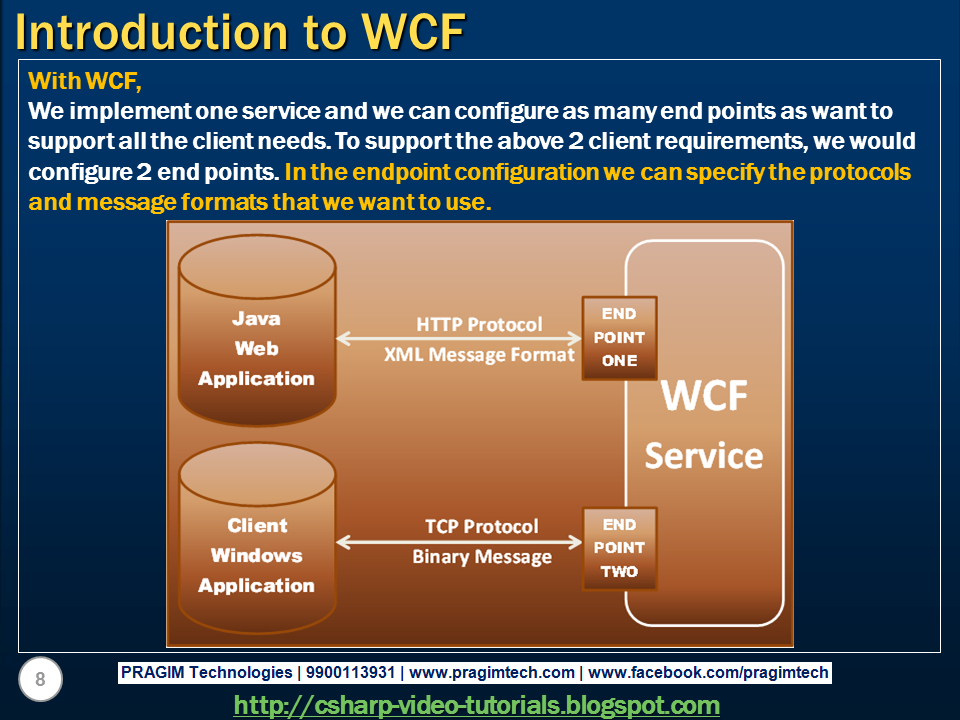 Introduction to WCF
With WCF,
We implement one service and we can configure as many end points as want to
support all the client needs. To support the above 2 client requirements, we would
configure 2 end points. In the endpoint configuration we can specify the protocols
and message formats that we want to use.
Java
Web
Application
HTTP Protocol
XML Message Format
END
POINT
ONE
WCF
Service
Client
Windows
Application
TCP Protocol
Binary Message
END
POINT
TWO
8
PRAGIM Technologies | 9900113931 | www.pragimtech.com | www.facebook.com/pragimtech
http://csharp-video-tutorials.blogspot.com